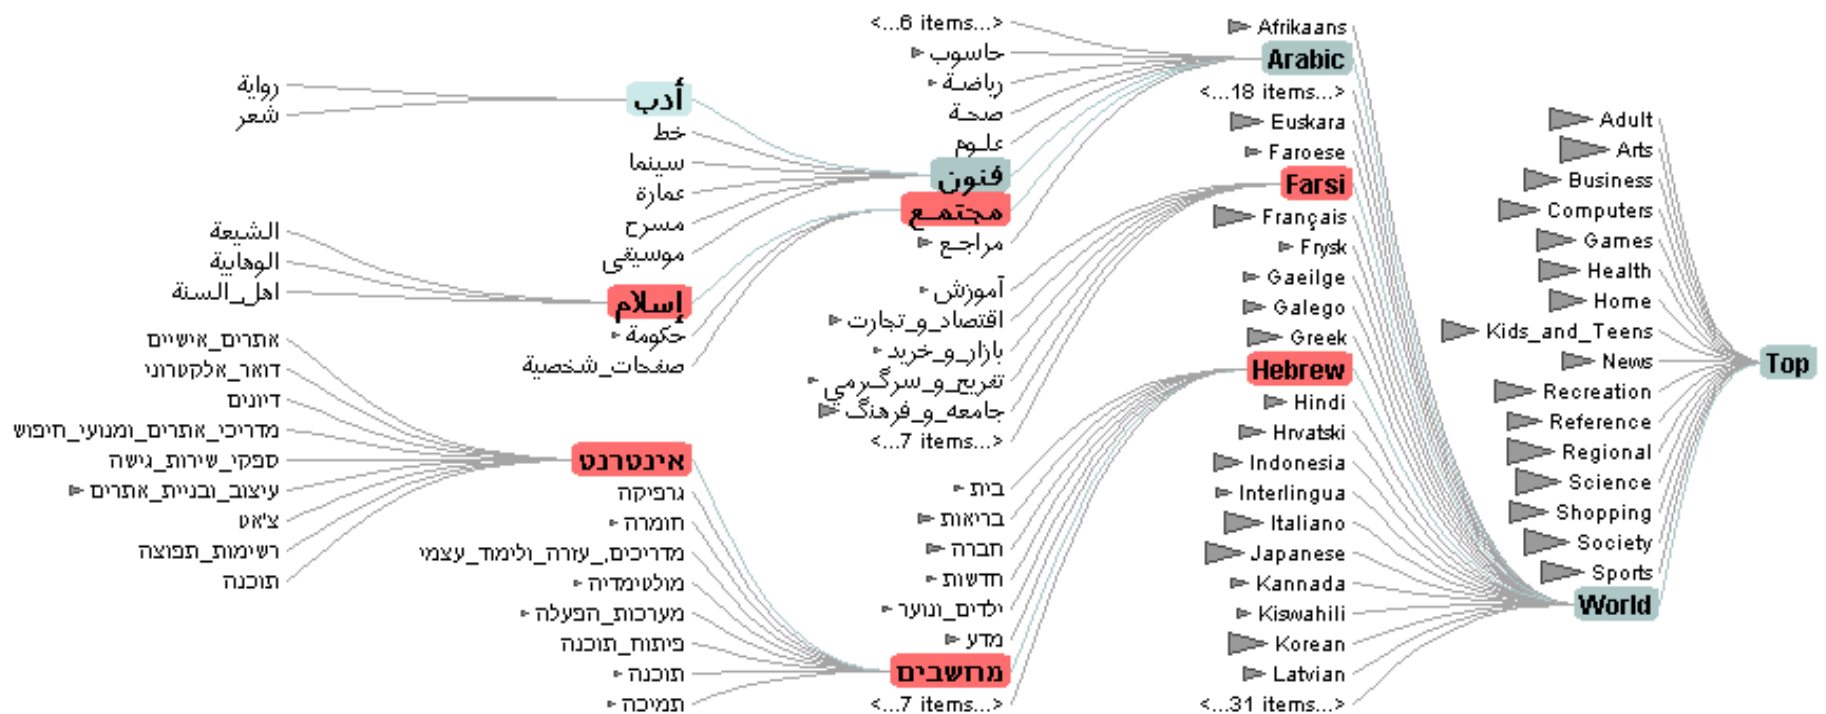 Top
Adult
Arts
Business
Computers
Games
Health
Home
Kids_and_Teens
News
Recreation
Reference
Regional
Science
Shopping
Society
Sports
World
Afrikaans
Arabic
<...18 items...>
Euskara
Faroese
Farsi
Français
Frysk
Gaeilge
Galego
Greek
Hebrew
Hindi
Hrvatski
Indonesia
Interlingua
Italiano
Japanese
Kannada
Kiswahili
Korean
Latvian
<...31 items...>
<...6 items...>
حاسوب
رياضة
صحة
علوم
فنون
مجتمع
مراجع
آموزش
اقتصاد_و_تجارت
بازار_و_خريد
تفريح_و_سرگرمي
جامعه_و_فرهنگ
<...7 items...>
בית
בריאות
חברה
חדשות
ילדים_ונוער
מדע
מחשבים
<...7 items...>
أدب
خط
سينما
عمارة
مسرح
موسيقى
إسلام
حكومة
صفحات_شخصية
אינטרנט
גרפיקה
חומרה
מדריכים,_עזרה_ולימוד_עצמי
מולטימדיה
מערכות_הפעלה
פיתוח_תוכנה
תוכנה
תמיכה
رواية
شعر
الشيعة
الوهابية
اهل_السنة
אתרים_אישיים
דואר_אלקטרוני
דיונים
מדריכי_אתרים_ומנועי_חיפוש
ספקי_שירות_גישה
עיצוב_ובניית_אתרים
צ'אט
רשימות_תפוצה
תוכנה